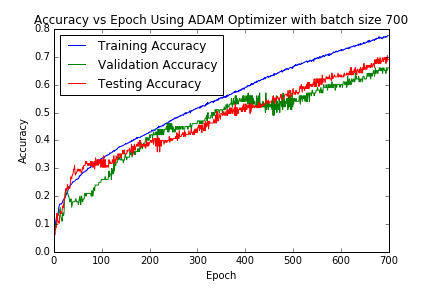 Accuracy vs Epoch Using ADAM Optimizer with batch size 700
0.8
0.7
0.6
0.5
0.4
0.3
0.2
0.1
0.0
Accuracy
Training Accuracy
Validation Accuracy
Testing Accuracy
0 100 200 300 400 500 600 700
Epoch